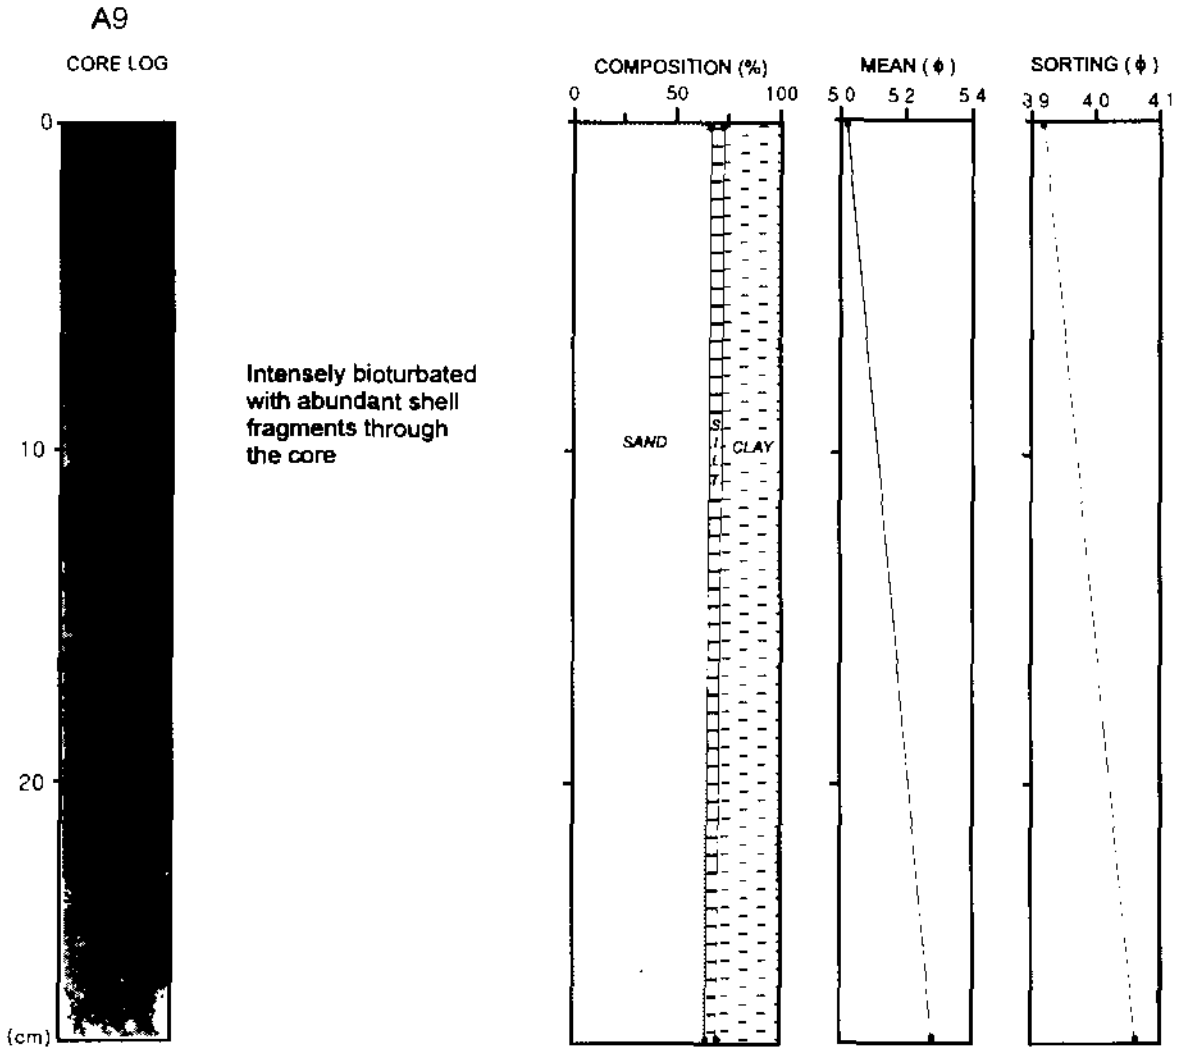 A9
CORE LOG
COMPOSITION (%)
MEAN (ϕ)
SORTING (ϕ)
0 50 100
5 0 5 2 5 4
3 9 4 0 4 1
0
Intensely bioturbated
with abundant shell
fragments through
the core
10
SAND
SILT
CLAY
20
(cm)